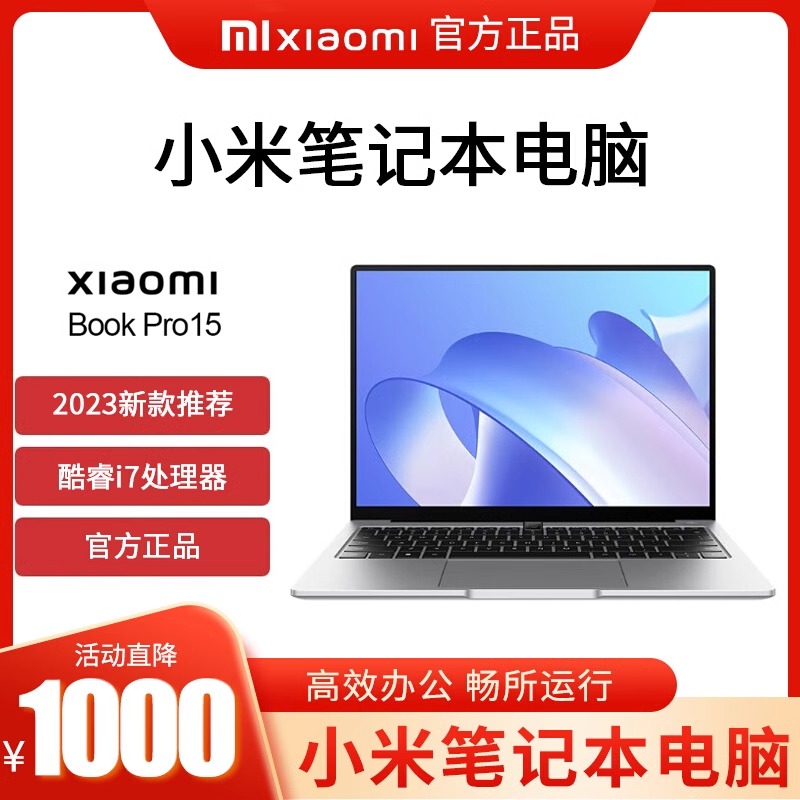 mi xiaomi 官方正品
小米笔记本电脑
xiaomi
Book Pro15
2023新款推荐
酷睿i7处理器
官方正品
活动直降
¥1000
高效办公 畅所运行
小米笔记本电脑